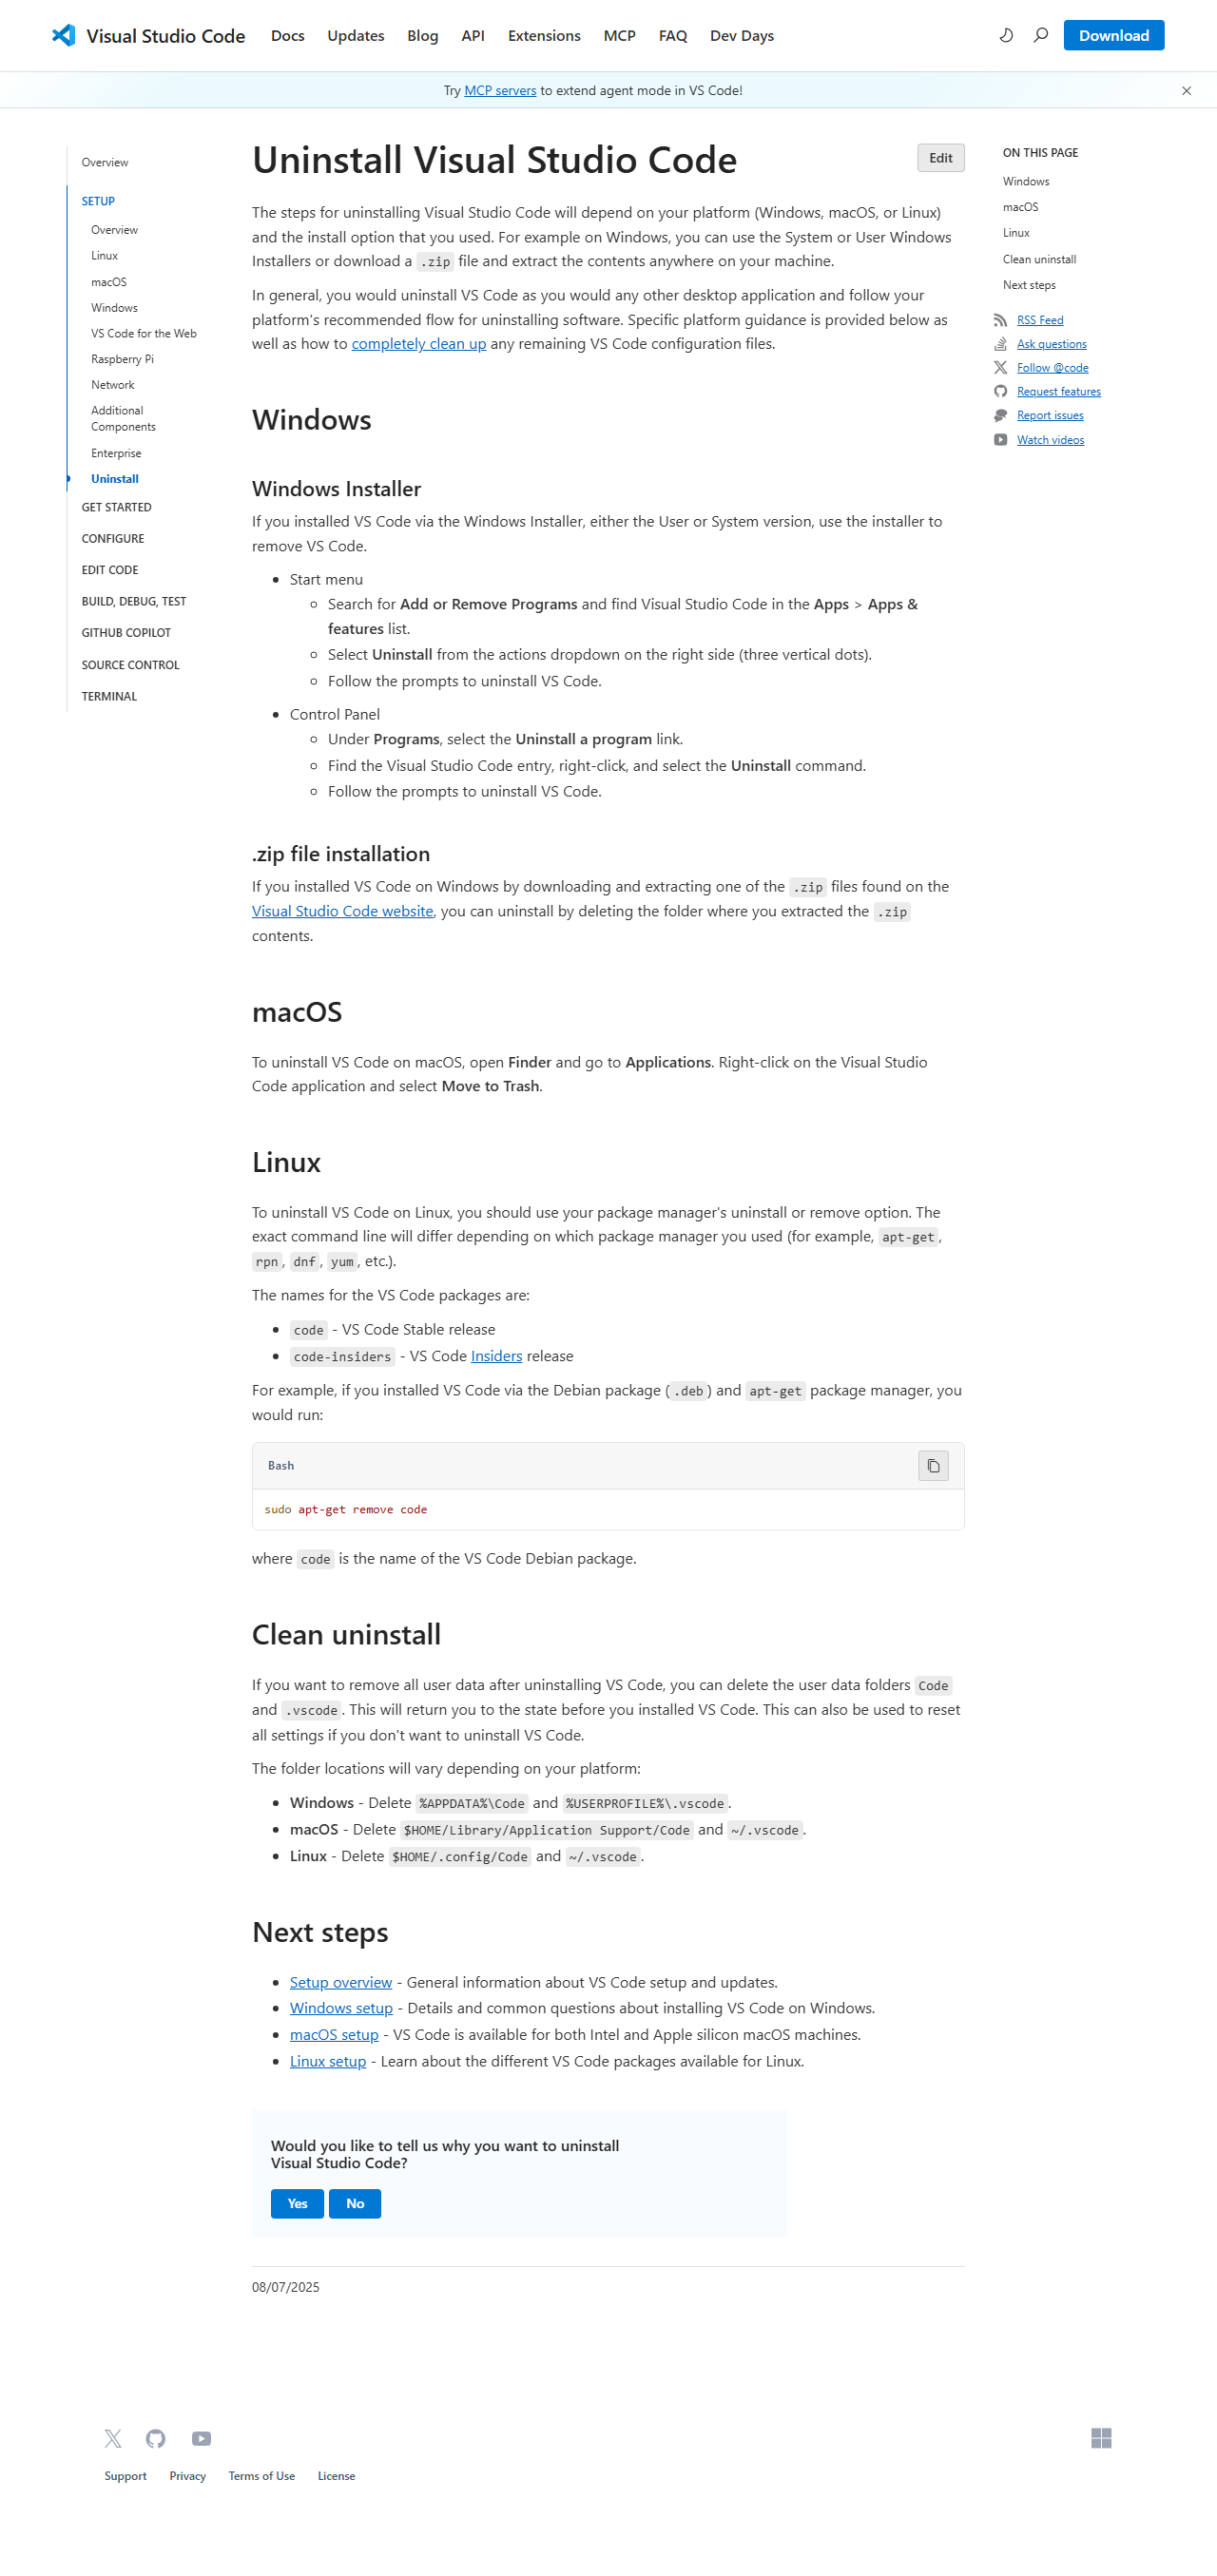 Visual Studio Code Docs Updates Blog API Extensions MCP FAQ Dev Days Download
Try MCP servers to extend agent mode in VS Code!
Overview
SETUP
Overview
Linux
macOS
Windows
VS Code for the Web
Raspberry Pi
Network
Additional
Components
Enterprise
Uninstall
GET STARTED
CONFIGURE
EDIT CODE
BUILD, DEBUG, TEST
GITHUB COPILOT
SOURCE CONTROL
TERMINAL
Uninstall Visual Studio Code
Edit
The steps for uninstalling Visual Studio Code will depend on your platform (Windows, macOS, or Linux)
and the install option that you used. For example on Windows, you can use the System or User Windows
Installers or download a .zip file and extract the contents anywhere on your machine.
In general, you would uninstall VS Code as you would any other desktop application and follow your
platform's recommended flow for uninstalling software. Specific platform guidance is provided below as
well as how to completely clean up any remaining VS Code configuration files.
Windows
Windows Installer
If you installed VS Code via the Windows Installer, either the User or System version, use the installer to
remove VS Code.
Start menu
Search for Add or Remove Programs and find Visual Studio Code in the Apps > Apps &
features list.
Select Uninstall from the actions dropdown on the right side (three vertical dots).
Follow the prompts to uninstall VS Code.
Control Panel
Under Programs, select the Uninstall a program link.
Find the Visual Studio Code entry, right-click, and select the Uninstall command.
Follow the prompts to uninstall VS Code.
.zip file installation
If you installed VS Code on Windows by downloading and extracting one of the .zip files found on the
Visual Studio Code website, you can uninstall by deleting the folder where you extracted the .zip
contents.
macOS
To uninstall VS Code on macOS, open Finder and go to Applications. Right-click on the Visual Studio
Code application and select Move to Trash.
Linux
To uninstall VS Code on Linux, you should use your package manager's uninstall or remove option. The
exact command line will differ depending on which package manager you used (for example, apt-get,
rpn, dnf, yum, etc.).
The names for the VS Code packages are:
code - VS Code Stable release
code-insiders - VS Code Insiders release
For example, if you installed VS Code via the Debian package (.deb) and apt-get package manager, you
would run:
Bash
sudo apt-get remove code
where code is the name of the VS Code Debian package.
Clean uninstall
If you want to remove all user data after uninstalling VS Code, you can delete the user data folders Code
and .vscode. This will return you to the state before you installed VS Code. This can also be used to reset
all settings if you don't want to uninstall VS Code.
The folder locations will vary depending on your platform:
Windows - Delete %APPDATA%\Code and %USERPROFILE%\.vscode.
macOS - Delete $HOME/Library/Application Support/Code and ~/.vscode.
Linux - Delete $HOME/.config/Code and ~/.vscode.
Next steps
Setup overview - General information about VS Code setup and updates.
Windows setup - Details and common questions about installing VS Code on Windows.
macOS setup - VS Code is available for both Intel and Apple silicon macOS machines.
Linux setup - Learn about the different VS Code packages available for Linux.
Would you like to tell us why you want to uninstall
Visual Studio Code?
Yes No
08/07/2025
ON THIS PAGE
Windows
macOS
Linux
Clean uninstall
Next steps
RSS Feed
Ask questions
Follow @code
Request features
Report issues
Watch videos
Support Privacy Terms of Use License